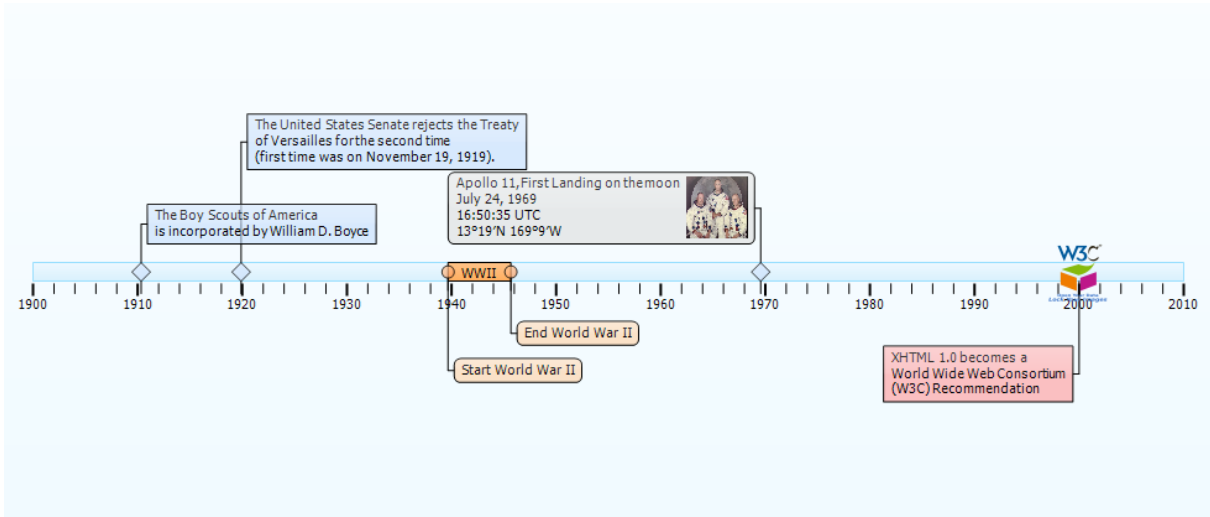 The United States Senate rejects the Treaty
of Versailles forthe second time
(first time was on November 19, 1919).
Apollo 11,First Landing on the moon
July 24, 1969
16:50:35 UTC
13°19′N 169°9′W
The Boy Scouts of America
is incorporated by William D. Boyce
W3C
WWII
1900 1910 1920 1930 1940 1950 1960 1970 1980 1990 2000 2010
End World War II
Start World War II
XHTML 1.0 becomes a
World Wide Web Consortium
(W3C) Recommendation